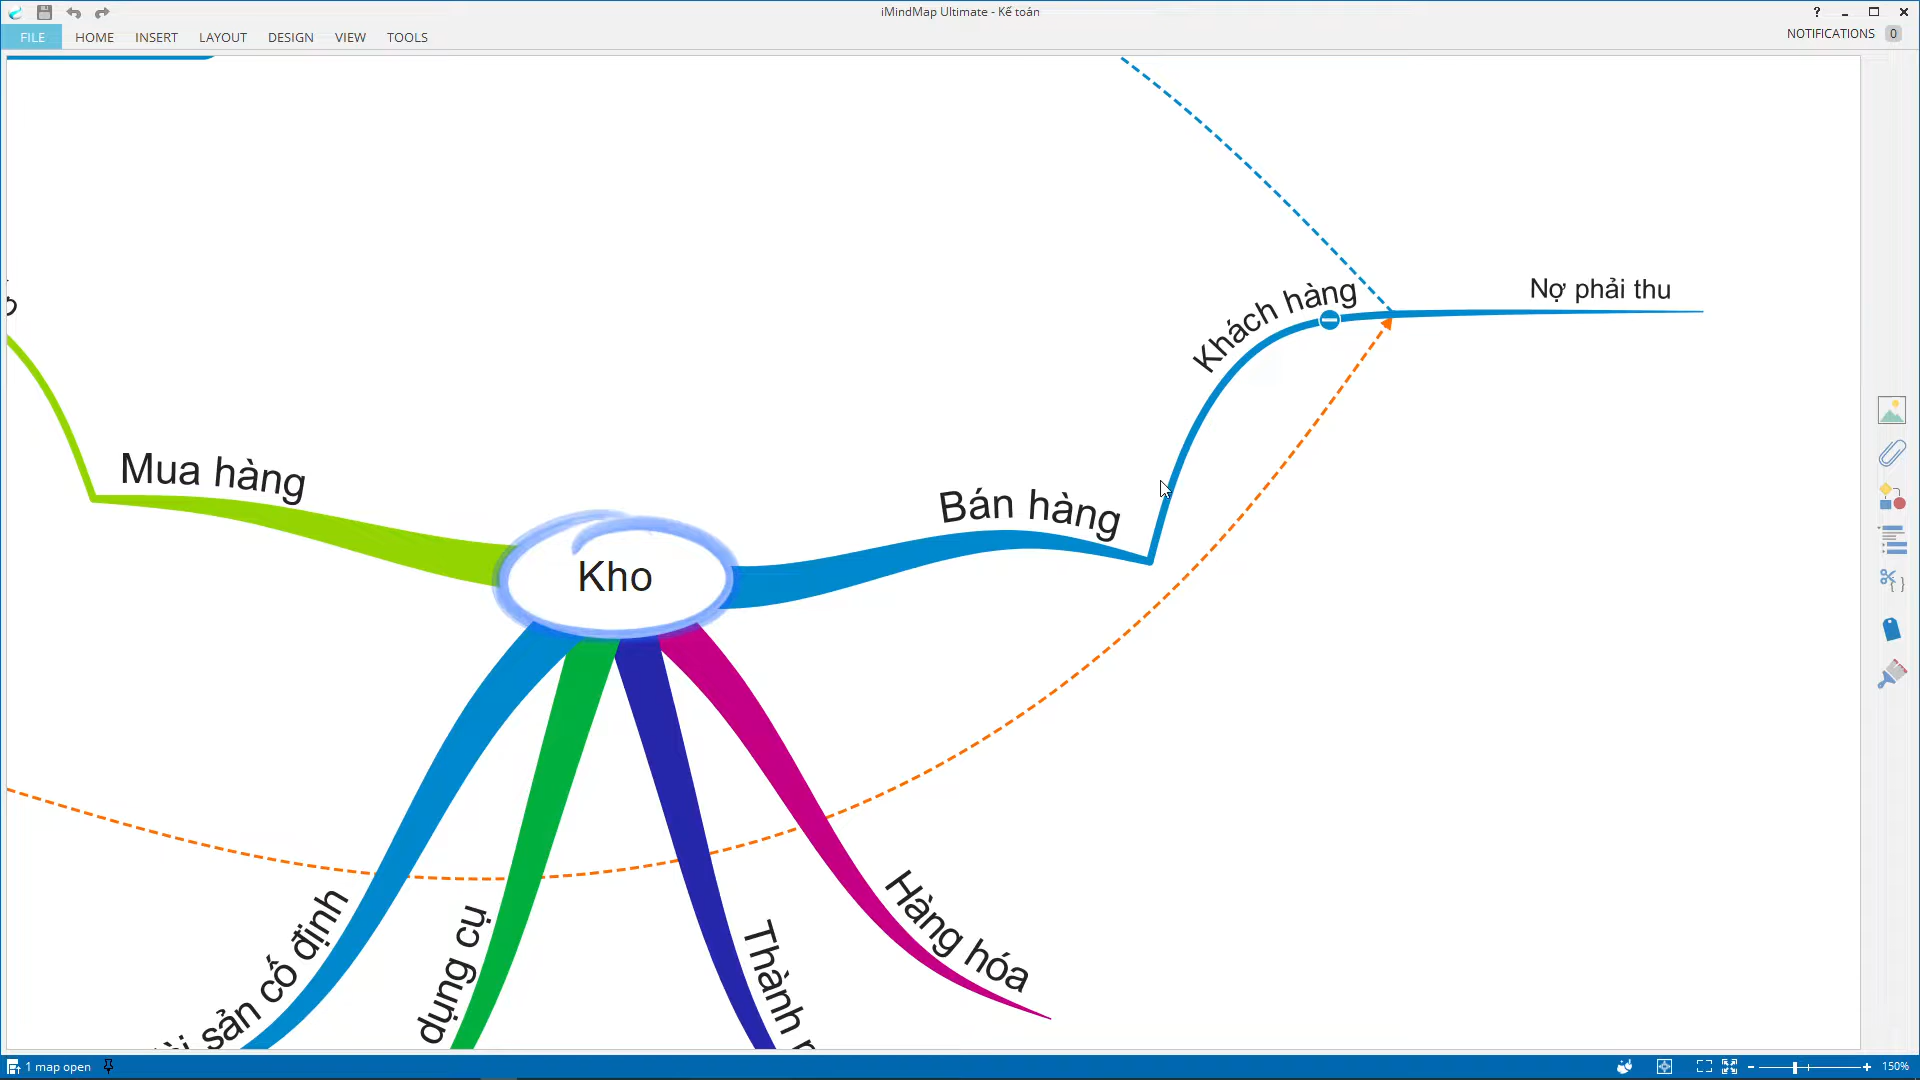 iMindMap Ultimate - Kế toán
?
FILE HOME INSERT LAYOUT DESIGN VIEW TOOLS
NOTIFICATIONS 0
Khách hàng
Nợ phải thu
Mua hàng
Bán hàng
Kho
sản cố định
dụng cụ
Thành
Hàng hóa
1 map open
150%